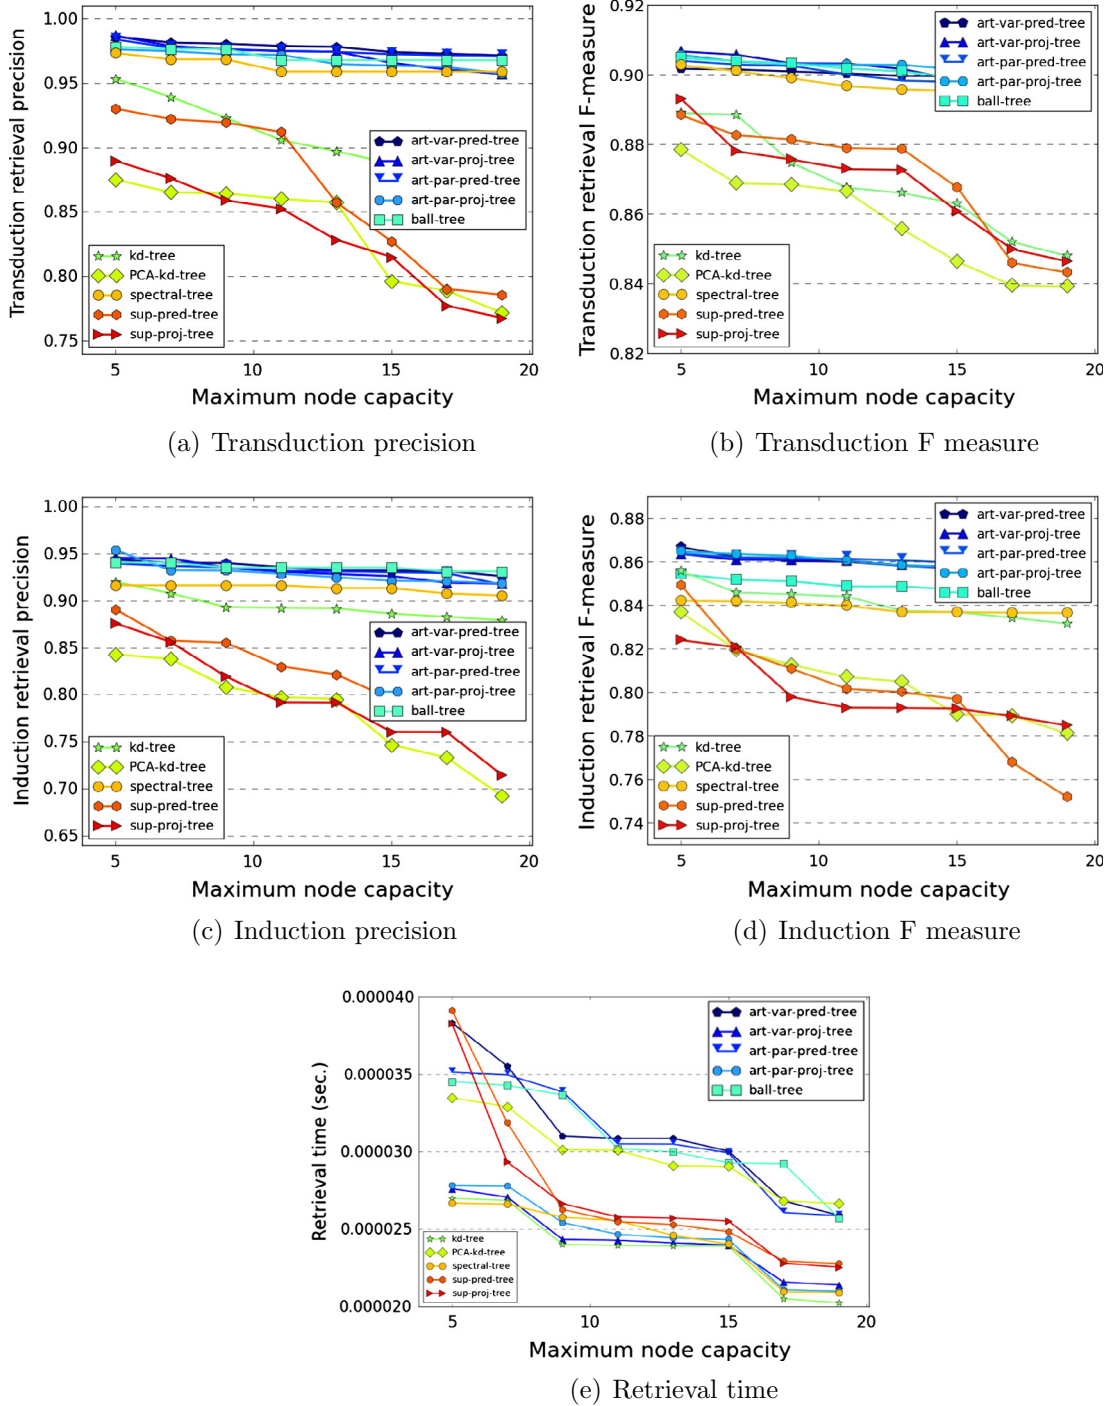 1.00
0.95
0.90
0.85
0.80
0.75
Transduction retrieval precision
art-var-pred-tree
art-var-proj-tree
art-par-pred-tree
art-par-proj-tree
ball-tree
kd-tree
PCA-kd-tree
spectral-tree
sup-pred-tree
sup-proj-tree
5 10 15 20
Maximum node capacity
(a) Transduction precision
0.92
0.90
0.88
0.86
0.84
0.82
Transduction retrieval F-measure
art-var-pred-tree
art-var-proj-tree
art-par-pred-tree
art-par-proj-tree
ball-tree
kd-tree
PCA-kd-tree
spectral-tree
sup-pred-tree
sup-proj-tree
5 10 15 20
Maximum node capacity
(b) Transduction F measure
1.00
0.95
0.90
0.85
0.80
0.75
0.70
0.65
Induction retrieval precision
art-var-pred-tree
art-var-proj-tree
art-par-pred-tree
art-par-proj-tree
ball-tree
kd-tree
PCA-kd-tree
spectral-tree
sup-pred-tree
sup-proj-tree
5 10 15 20
Maximum node capacity
(c) Induction precision
0.88
0.86
0.84
0.82
0.80
0.78
0.76
0.74
Induction retrieval F-measure
art-var-pred-tree
art-var-proj-tree
art-par-pred-tree
art-par-proj-tree
ball-tree
kd-tree
PCA-kd-tree
spectral-tree
sup-pred-tree
sup-proj-tree
5 10 15 20
Maximum node capacity
(d) Induction F measure
0.000040
0.000035
0.000030
0.000025
0.000020
Retrieval time (sec.)
art-var-pred-tree
art-var-proj-tree
art-par-pred-tree
art-par-proj-tree
ball-tree
kd-tree
PCA-kd-tree
spectral-tree
sup-pred-tree
sup-proj-tree
5 10 15 20
Maximum node capacity
(e) Retrieval time